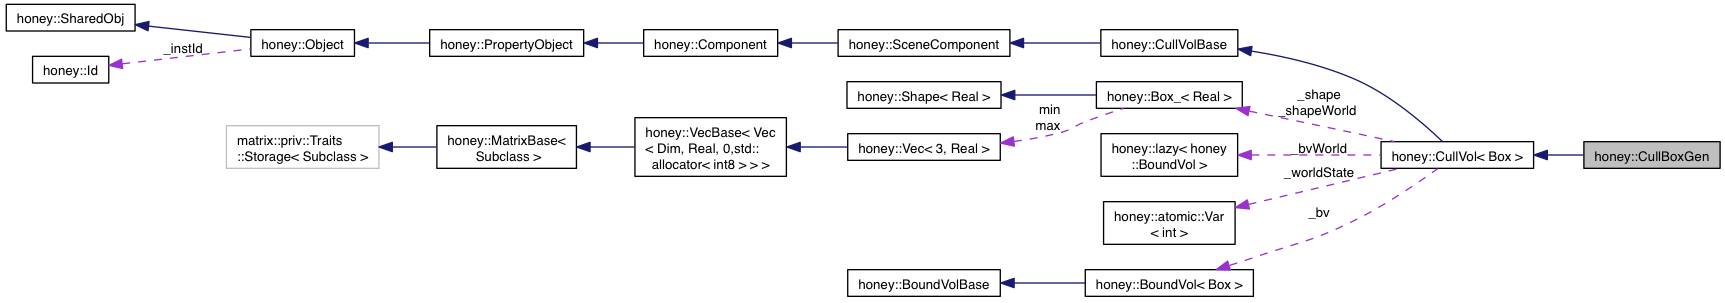 honey::SharedObj
_instId
honey::Id
honey::Object
honey::PropertyObject
honey::Component
honey::SceneComponent
honey::CullVolBase
honey::Shape< Real >
honey::Box_< Real >
min
max
_shape
_shapeWorld
matrix::priv::Traits
::Storage< Subclass >
honey::MatrixBase<
Subclass >
honey::VecBase< Vec
< Dim, Real, 0,std::
allocator< int8 > > >
honey::Vec< 3, Real >
honey::lazy< honey
::BoundVol >
_bvWorld
_worldState
honey::CullVol< Box >
honey::CullBoxGen
honey::atomic::Var
< int >
_bv
honey::BoundVolBase
honey::BoundVol< Box >